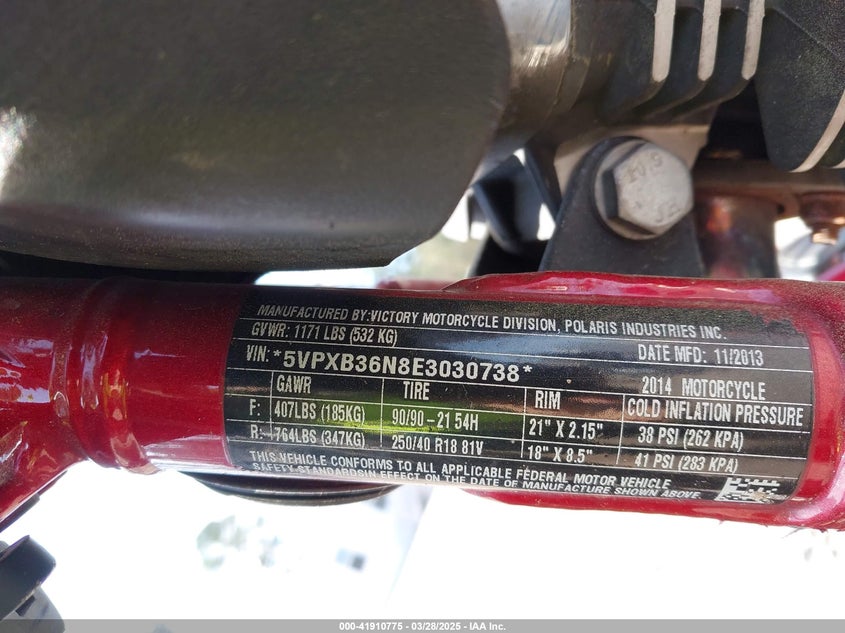 10.9
MANUFACTURED BY:VICTORY MOTORCYCLE DIVISION, POLARIS INDUSTRIES INC.
GVWR: 1171 LBS (532 KG)
DATE MFD: 11/2013
VIN: *5VPXB36N8E3030738*
GAWR TIRE RIM 2014 MOTORCYCLE
COLD INFLATION PRESSURE
F: 407LBS (185KG) 90/90-21 54H 21" X 2.15" 38 PSI (262 KPA)
R: 764LBS (347KG) 250/40 R18 81V 18" X 8.5" 41 PSI (283 KPA)
THIS VEHICLE CONFORMS TO ALL APPLICABLE FEDERAL MOTOR VEHICLE
SAFETY STANDARDSIN EFFECT ON THE DATE OF MANUFACTURE SHOWN ABOVE.
000-41910775 - 03/28/2025 - IAA Inc.